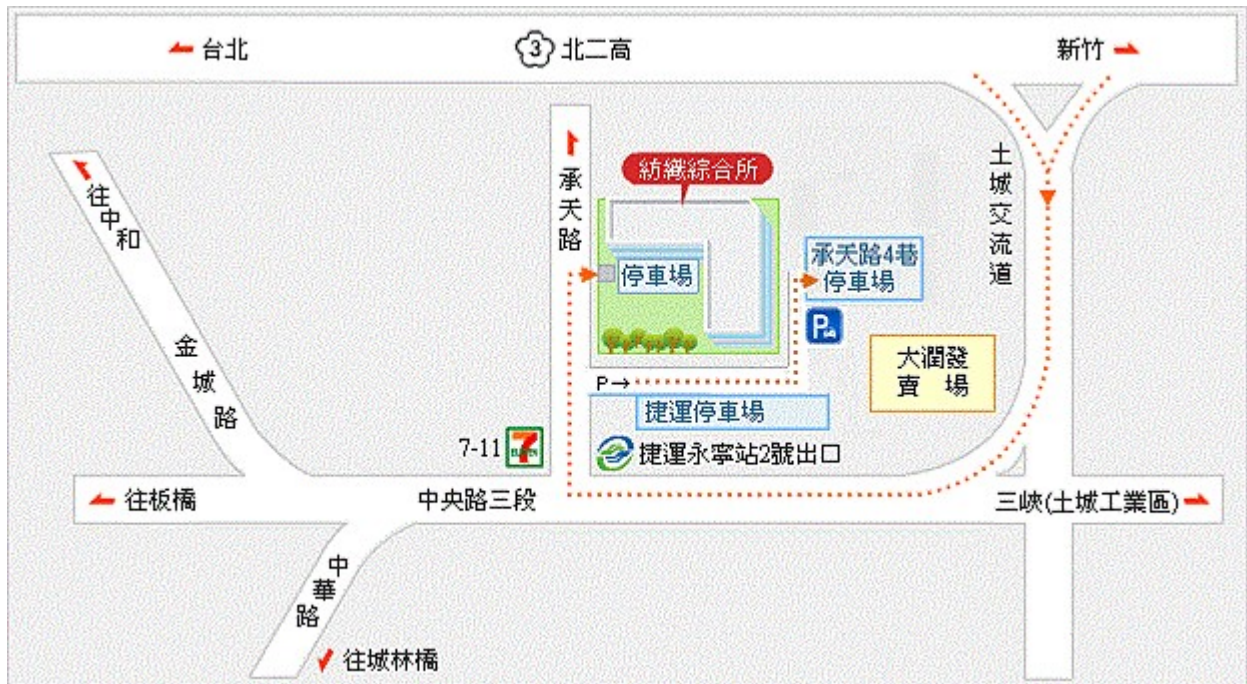 台北
3
北二高
新竹
土城交流道
往中和
承天路
紡織綜合所
停車場
承天路4巷
停車場
P
金城路
大潤發
賣 場
P→
捷運停車場
7-11
7
ELEVEN
捷運永寧站2號出口
往板橋
中央路三段
三峽(土城工業區)
中華路
往城林橋